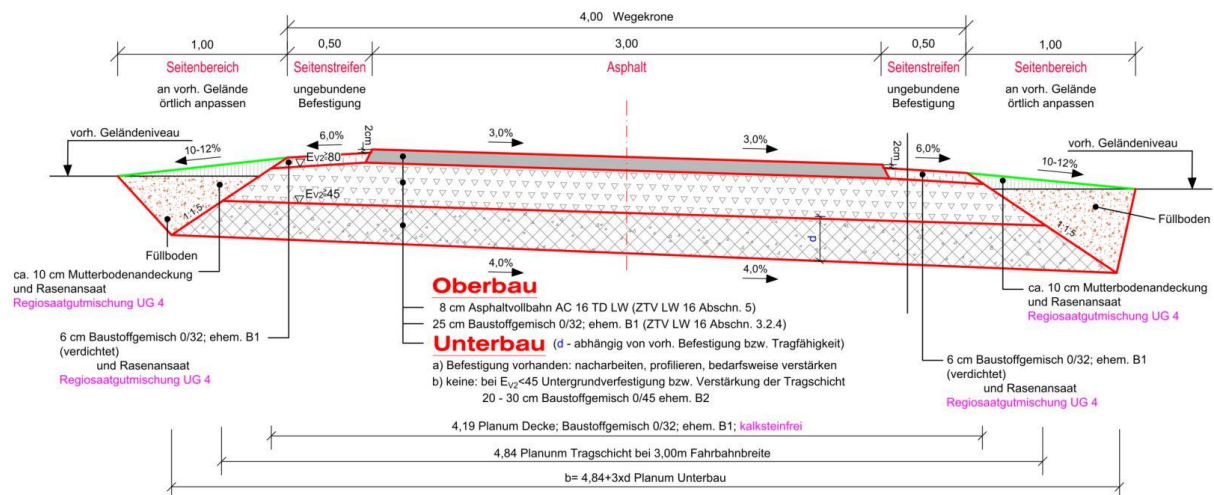 4,00 Wegekrone
1,00
0,50
3,00
0,50
1,00
Seitenbereich
Seitenstreifen
Asphalt
Seitenstreifen
Seitenbereich
an vorh. Gelände
örtlich anpassen
ungebundene
Befestigung
ungebundene
Befestigung
an vorh. Gelände
örtlich anpassen
vorh. Geländeniveau
10-12%
6,0%
2cm
3,0%
3,0%
2cm
6,0%
10-12%
vorh. Geländeniveau
EV2=80
EV2=45
1:1,5
1:1,5
d
Füllboden
Füllboden
4,0%
4,0%
ca. 10 cm Mutterbodenandeckung
und Rasenansaat
Regiosaatgutmischung UG 4
6 cm Baustoffgemisch 0/32; ehem. B1
(verdichtet)
und Rasenansaat
Regiosaatgutmischung UG 4
Oberbau
8 cm Asphaltvollbahn AC 16 TD LW (ZTV LW 16 Abschn. 5)
25 cm Baustoffgemisch 0/32; ehem. B1 (ZTV LW 16 Abschn. 3.2.4)
Unterbau (d - abhängig von vorh. Befestigung bzw. Tragfähigkeit)
a) Befestigung vorhanden: nacharbeiten, profilieren, bedarfsweise verstärken
b) keine: bei EV2<45 Untergrundverfestigung bzw. Verstärkung der Tragschicht
20 - 30 cm Baustoffgemisch 0/45 ehem. B2
ca. 10 cm Mutterbodenandeckung
und Rasenansaat
Regiosaatgutmischung UG 4
6 cm Baustoffgemisch 0/32; ehem. B1
(verdichtet)
und Rasenansaat
Regiosaatgutmischung UG 4
4,19 Planum Decke; Baustoffgemisch 0/32; ehem. B1; kalksteinfrei
4,84 Planunm Tragschicht bei 3,00m Fahrbahnbreite
b= 4,84+3xd Planum Unterbau